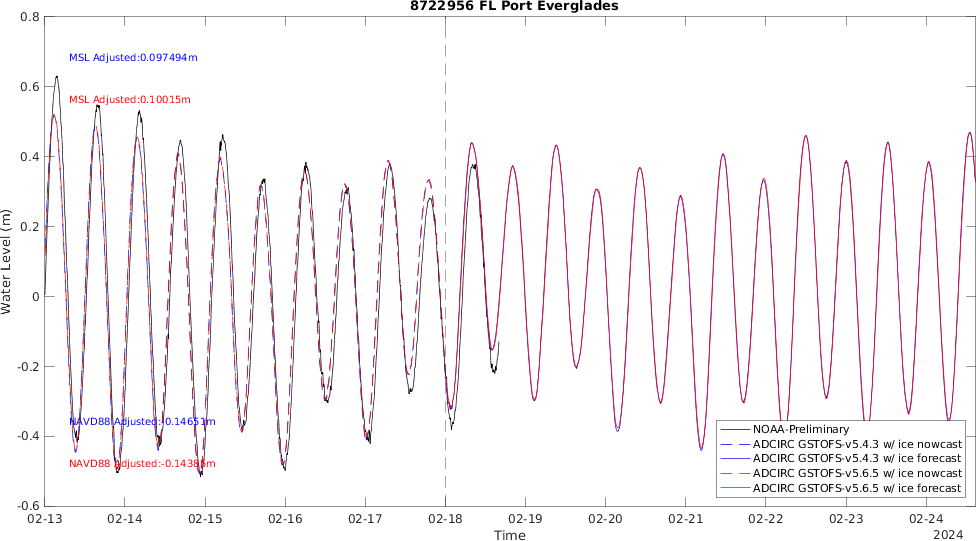 8722956 FL Port Everglades
0.8
0.6
0.4
0.2
0
-0.2
-0.4
-0.6
Water Level (m)
MSL Adjusted:0.097494m
MSL Adjusted:0.10015m
NAVD88 Adjusted:-0.14651m
NAVD88 Adjusted:-0.14385m
NOAA-Preliminary
ADCIRC GSTOFS-v5.4.3 w/ ice nowcast
ADCIRC GSTOFS-v5.4.3 w/ ice forecast
ADCIRC GSTOFS-v5.6.5 w/ ice nowcast
ADCIRC GSTOFS-v5.6.5 w/ ice forecast
02-13 02-14 02-15 02-16 02-17 02-18 02-19 02-20 02-21 02-22 02-23 02-24
Time
2024